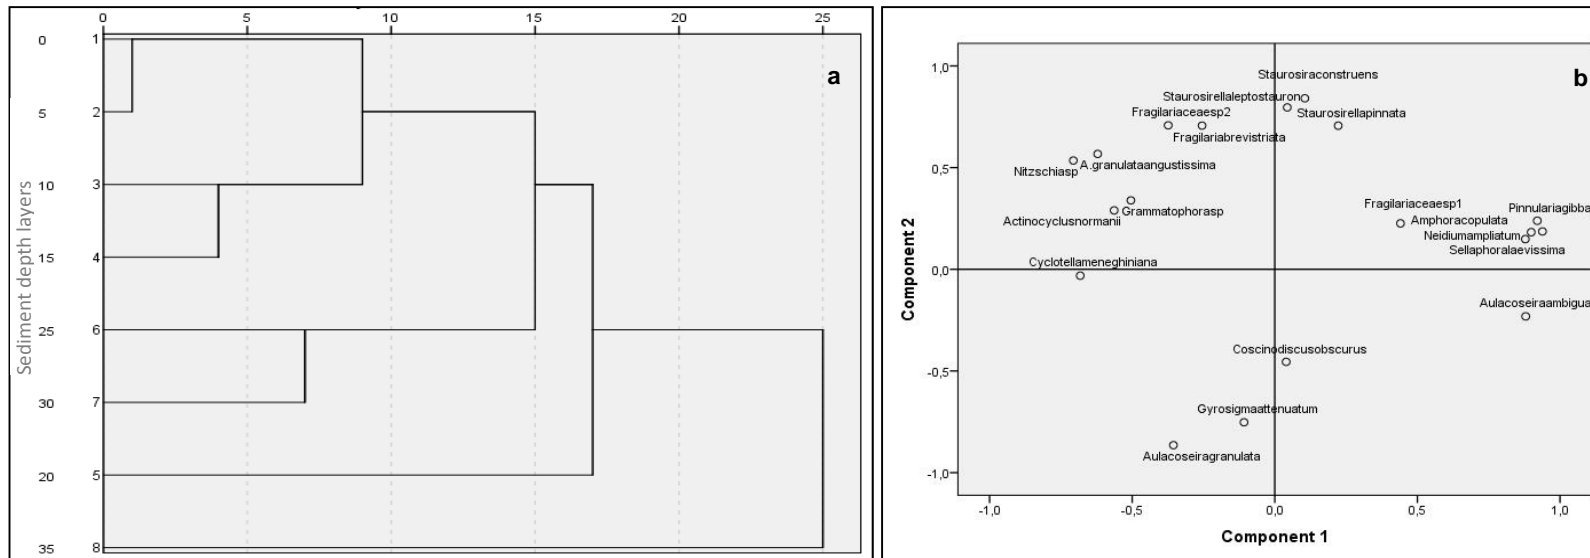 0 5 10 15 20 25
a
0 1
5 2
10 3
15 4
25 6
30 7
20 5
35 8
Sediment depth layers
b
1,0
0,5
0,0
-0,5
-1,0
Component 2
Staurosiraconstruens
Staurosirellaleptostauron
Fragilariaceaesp2
Staurosirellapinnata
Fragilariabrevistriata
A.granulataangustissima
Nitzschiasp
Fragilariaceaesp1
Pinnulariagibba
Grammatophorasp
Actinocyclusnormanii
Amphoracopulata
Neidiumampliatum
Sellaphoralaevissima
Cyclotellameneghiniana
Aulacoseiraambigua
Coscinodiscusobscurus
Gyrosigmaattenuatum
Aulacoseiragranulata
-1,0 -0,5 0,0 0,5 1,0
Component 1